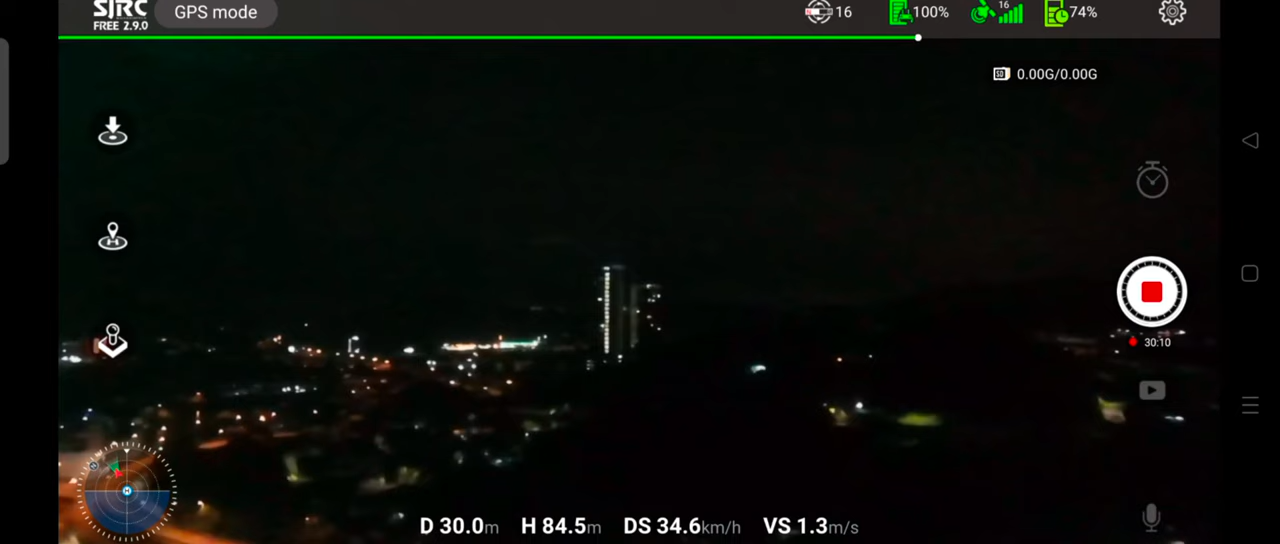 SJRC
FREE 2.9.0
GPS mode
16
100%
16
74%
SD
0.00G/0.00G
30:10
H
D 30.0m
H 84.5m
DS 34.6km/h
VS 1.3m/s